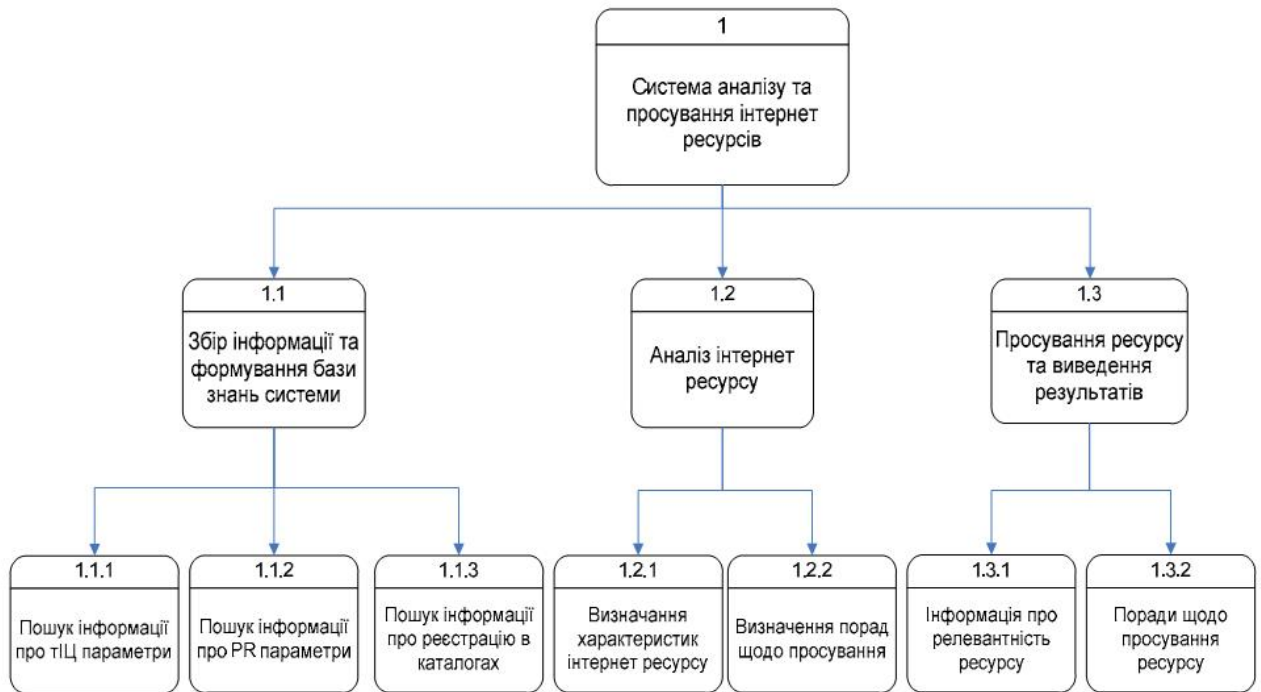 1
Система аналізу та
просування інтернет
ресурсів
1.1
Збір інформації та
формування бази
знань системи
1.2
Аналіз інтернет
ресурсу
1.3
Просування ресурсу
та виведення
результатів
1.1.1
Пошук інформації
про тІЦ параметри
1.1.2
Пошук інформації
про PR параметри
1.1.3
Пошук інформації
про реєстрацію в
каталогах
1.2.1
Визначання
характеристик
інтернет ресурсу
1.2.2
Визначення порад
щодо просування
1.3.1
Інформація про
релевантність
ресурсу
1.3.2
Поради щодо
просування
ресурсу